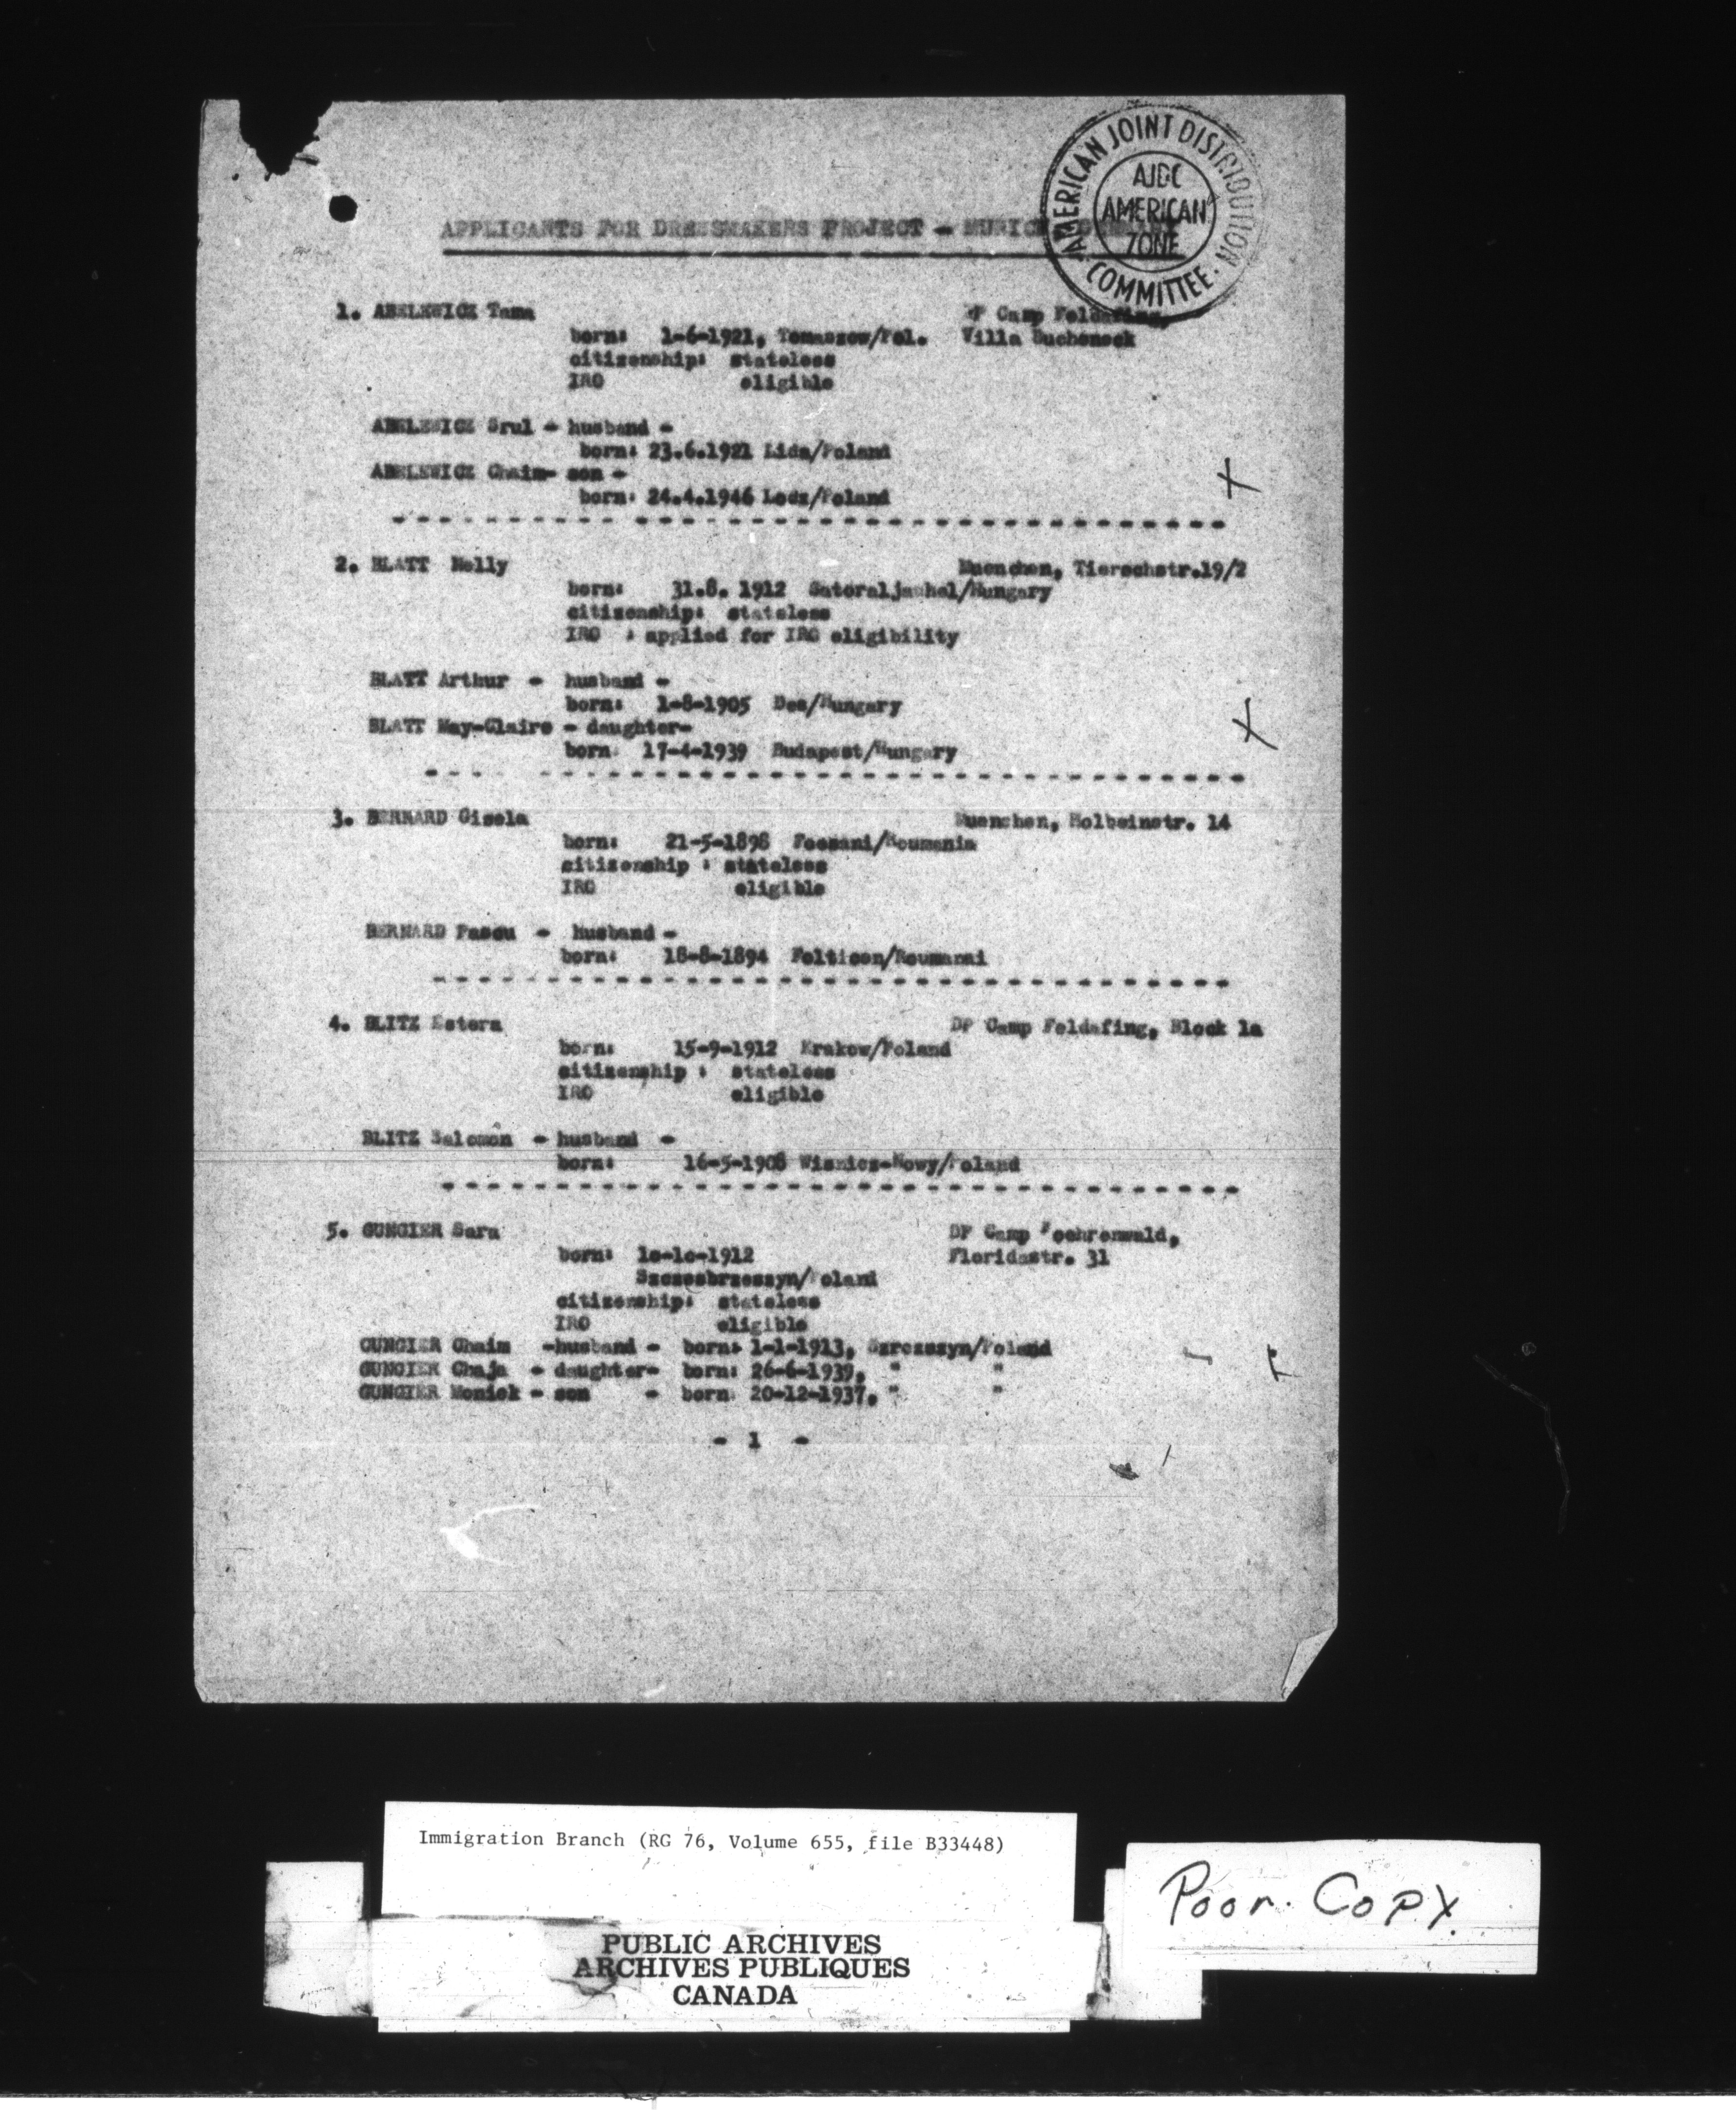 AMERICAN JOINT DISTRIBUTION COMMITTEE.
AJDC
AMERICAN
ZONE
APPLICANTS FOR DRESSMAKERS PROJECT - MUNICH,
1. ABELEWICZ Tama DP Camp Feldafing,
born: 1-6-1921, Tomaszow/Pol. Villa Bucheneck
citizenship: stateless
IRO eligible
ABELEWICZ Srul - husband -
born: 23.6.1921 Lida/Poland
ABELEWICZ Chaim- son -
born: 24.4.1946 Lodz/Poland
2. BLATT Nelly Muenchen, Tierschstr.19/2
born: 31.8. 1912 Satoraljauhel/Hungary
citizenship: stateless
IRO : applied for IRO eligibility
BLATT Arthur - husband -
born: 1-8-1905 Des/Hungary
BLATT May-Claire - daughter-
born: 17-4-1939 Budapest/Hungary
3. BERNARD Gisela Muenchen, Holbeinstr. 14
born: 21-5-1898 Focsani/Roumania
citizenship : stateless
IRO eligible
BERNARD Pascu - husband -
born: 18-8-1894 Falticen/Roumanai
4. BLITZ Estera DP Camp Feldafing, Block 1a
born: 15-9-1912 Krakow/Poland
citizenship : stateless
IRO eligible
BLITZ Salomon - husband -
born: 16-5-1908 Wisnicz-Nowy/Poland
5. GUNGIER Sara DP Camp Foehrenwald,
born: 1o-1o-1912 Floridastr. 31
Szczesbrzeszyn/Poland
citizenship: stateless
IRO eligible
GUNGIER Chaim -husband - born: 1-1-1913, Szrczszyn/Poland
GUNGIER Chaja - daughter- born: 26-6-1939, " "
GUNGIER Moniek - son - born: 20-12-1937, " "
- 1 -
Immigration Branch (RG 76, Volume 655, file B33448)
Poor Copy
PUBLIC ARCHIVES
ARCHIVES PUBLIQUES
CANADA